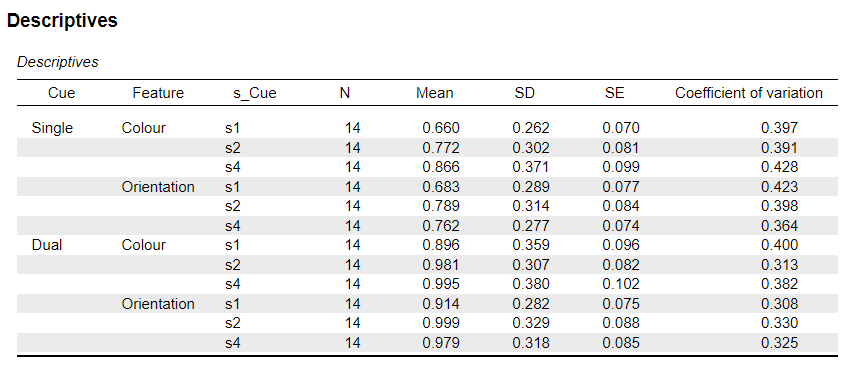 Descriptives
Descriptives
Cue Feature s_Cue N Mean SD SE Coefficient of variation
Single Colour s1 14 0.660 0.262 0.070 0.397
s2 14 0.772 0.302 0.081 0.391
s4 14 0.866 0.371 0.099 0.428
Orientation s1 14 0.683 0.289 0.077 0.423
s2 14 0.789 0.314 0.084 0.398
s4 14 0.762 0.277 0.074 0.364
Dual Colour s1 14 0.896 0.359 0.096 0.400
s2 14 0.981 0.307 0.082 0.313
s4 14 0.995 0.380 0.102 0.382
Orientation s1 14 0.914 0.282 0.075 0.308
s2 14 0.999 0.329 0.088 0.330
s4 14 0.979 0.318 0.085 0.325